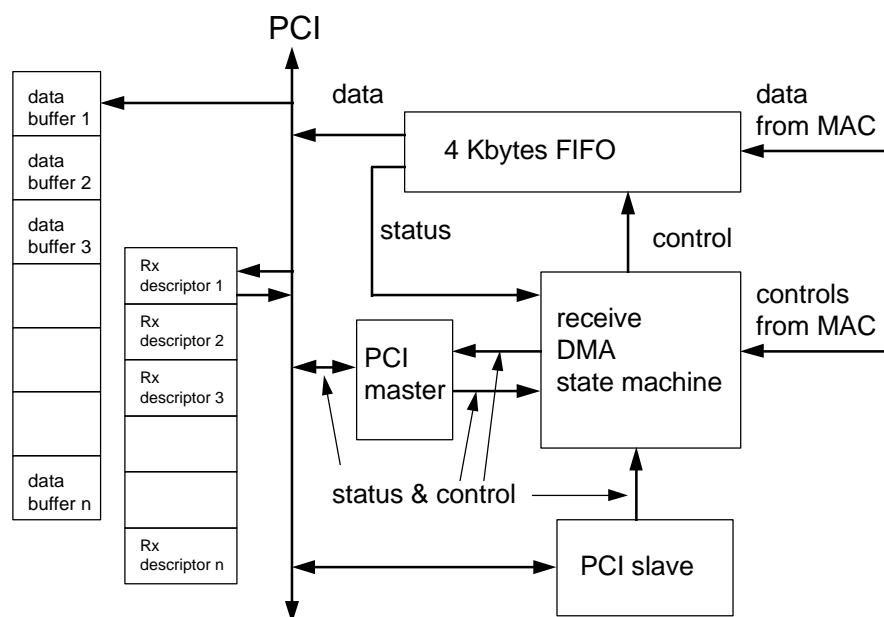 PCI
data
buffer 1
data
buffer 2
data
buffer 3
data
buffer n
Rx
descriptor 1
Rx
descriptor 2
Rx
descriptor 3
Rx
descriptor n
data
4 Kbytes FIFO
data
from MAC
status
control
receive
DMA
state machine
controls
from MAC
PCI
master
status & control
PCI slave